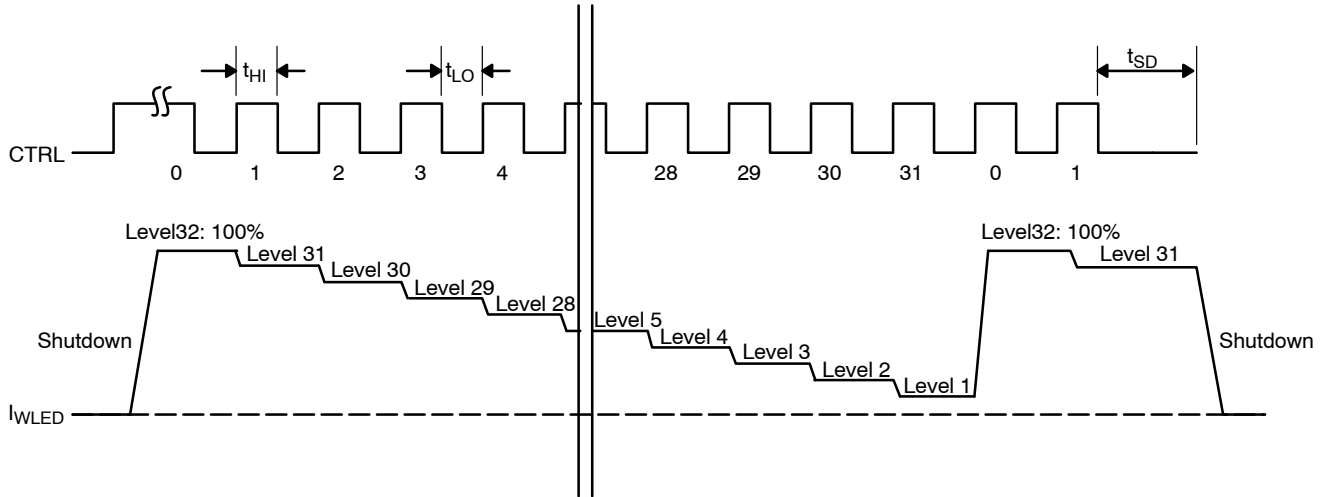 tHI
tLO
tSD
CTRL
0 1 2 3 4 28 29 30 31 0 1
Level32: 100%
Level 31
Level 30
Level 29
Level 28
Level 5
Level 4
Level 3
Level 2
Level 1
Level32: 100%
Level 31
Shutdown
Shutdown
IWLED